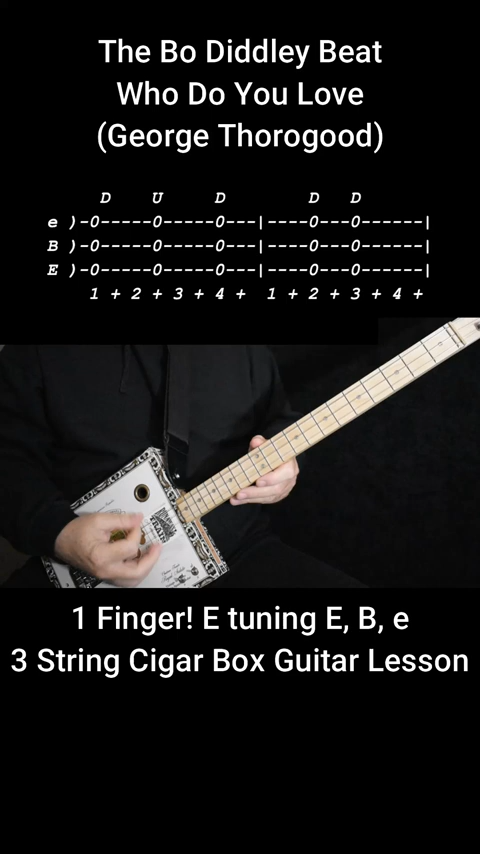 The Bo Diddley Beat
Who Do You Love
(George Thorogood)
D U D D D
e )-0-----0-----0---|----0---0------|
B )-0-----0-----0---|----0---0------|
E )-0-----0-----0---|----0---0------|
1 + 2 + 3 + 4 + 1 + 2 + 3 + 4 +
1 Finger! E tuning E, B, e
3 String Cigar Box Guitar Lesson